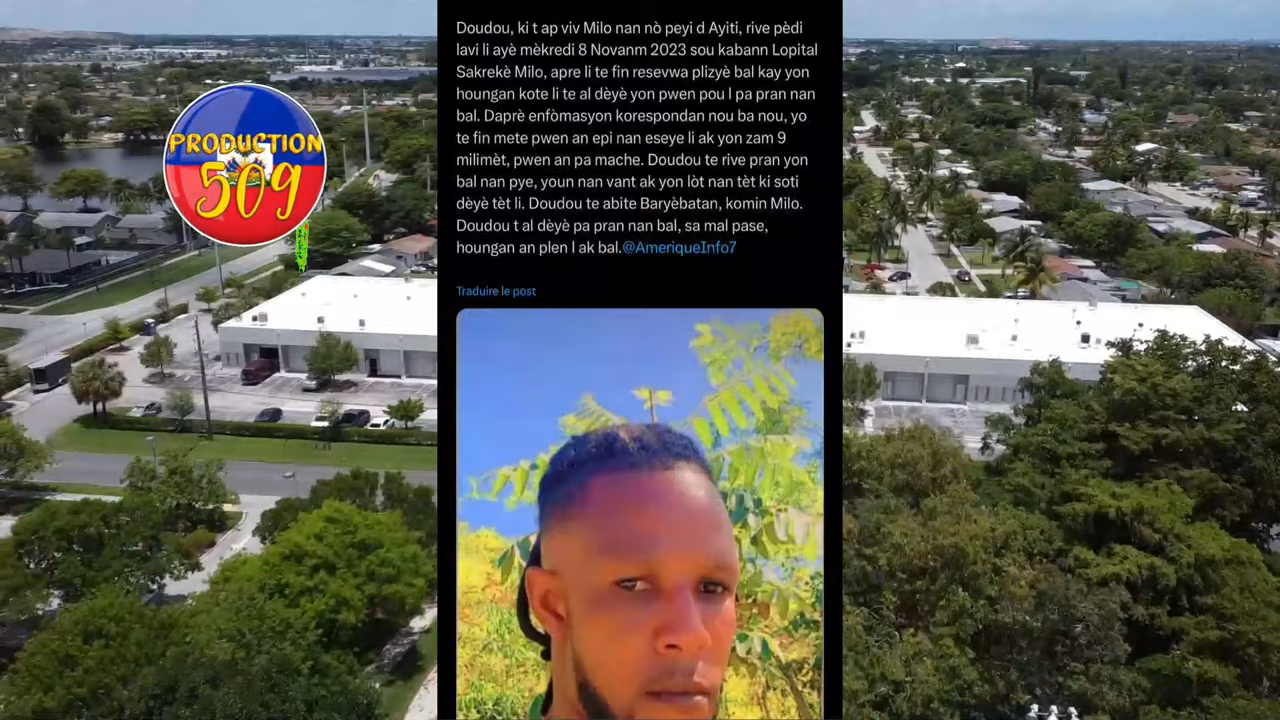 PRODUCTION
509
Doudou, ki t ap viv Milo nan nò peyi d Ayiti, rive pèdi
lavi li ayè mèkredi 8 Novanm 2023 sou kabann Lopital
Sakrekè Milo, apre li te fin resevwa plizyè bal kay yon
houngan kote li te al dèyè yon pwen pou l pa pran nan
bal. Daprè enfòmasyon korespondan nou ba nou, yo
te fin mete pwen an epi nan eseye li ak yon zam 9
milimèt, pwen an pa mache. Doudou te rive pran yon
bal nan pye, youn nan vant ak yon lòt nan tèt ki soti
dèyè tèt li. Doudou te abite Baryèbatan, komin Milo.
Doudou t al dèyè pa pran nan bal, sa mal pase,
houngan an plen l ak bal.@AmeriqueInfo7
Traduire le post